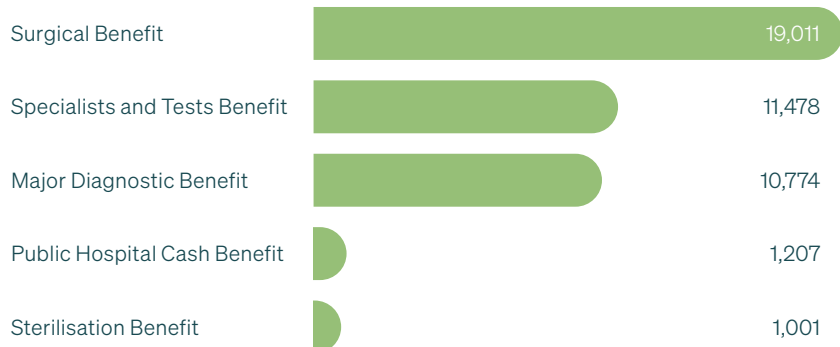 Surgical Benefit 19,011
Specialists and Tests Benefit 11,478
Major Diagnostic Benefit 10,774
Public Hospital Cash Benefit 1,207
Sterilisation Benefit 1,001